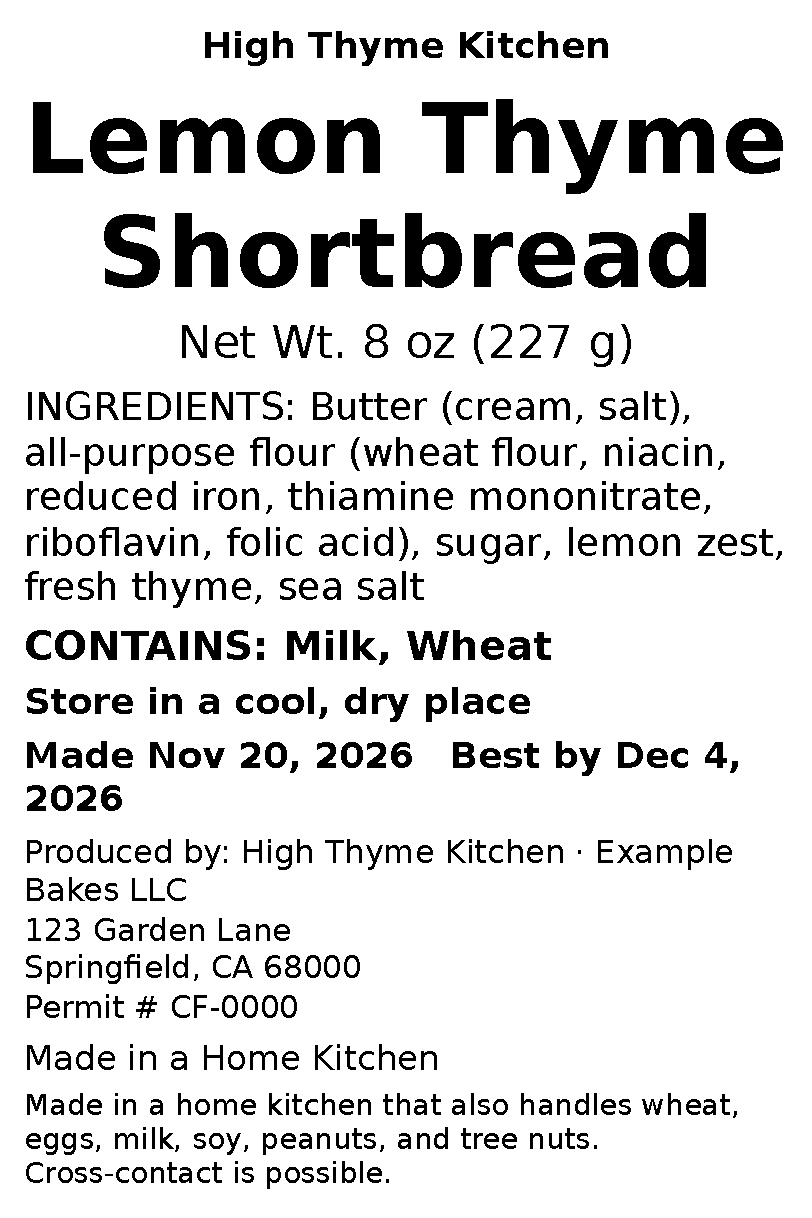 High Thyme Kitchen
Lemon Thyme
Shortbread
Net Wt. 8 oz (227 g)
INGREDIENTS: Butter (cream, salt),
all-purpose flour (wheat flour, niacin,
reduced iron, thiamine mononitrate,
riboflavin, folic acid), sugar, lemon zest,
fresh thyme, sea salt
CONTAINS: Milk, Wheat
Store in a cool, dry place
Made Nov 20, 2026   Best by Dec 4,
2026
Produced by: High Thyme Kitchen · Example
Bakes LLC
123 Garden Lane
Springfield, CA 68000
Permit # CF-0000
Made in a Home Kitchen
Made in a home kitchen that also handles wheat,
eggs, milk, soy, peanuts, and tree nuts.
Cross-contact is possible.